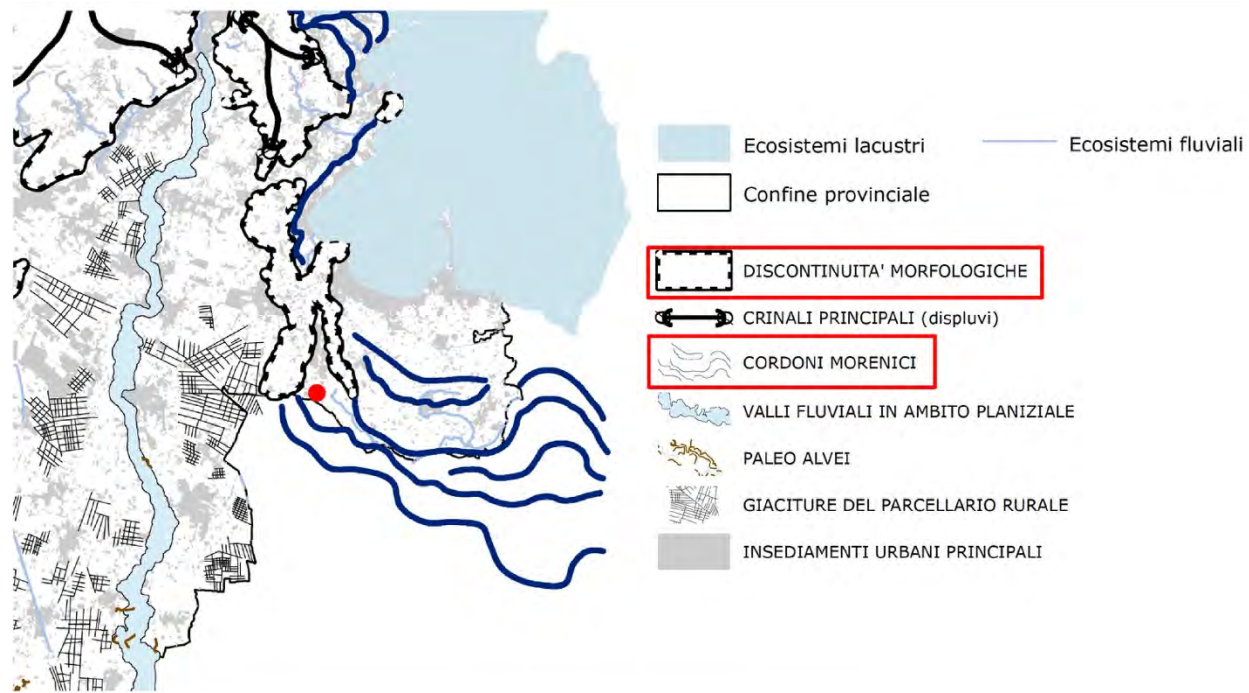 Ecosistemi lacustri
Ecosistemi fluviali
Confine provinciale
DISCONTINUITA' MORFOLOGICHE
CRINALI PRINCIPALI (displuvi)
CORDONI MORENICI
VALLI FLUVIALI IN AMBITO PLANIZIALE
PALEO ALVEI
GIACITURE DEL PARCELLARIO RURALE
INSEDIAMENTI URBANI PRINCIPALI